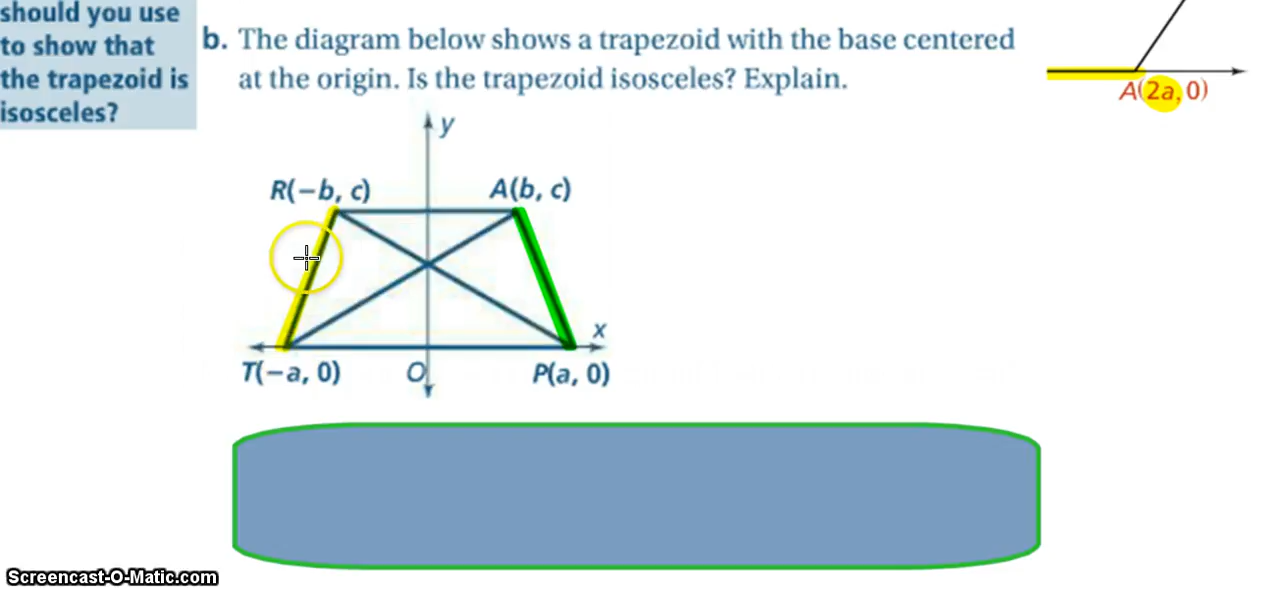 should you use
to show that
the trapezoid is
isosceles?
b. The diagram below shows a trapezoid with the base centered
at the origin. Is the trapezoid isosceles? Explain.
A(2a, 0)
y
R(−b, c)
A(b, c)
x
T(−a, 0)
O
P(a, 0)
Screencast-O-Matic.com